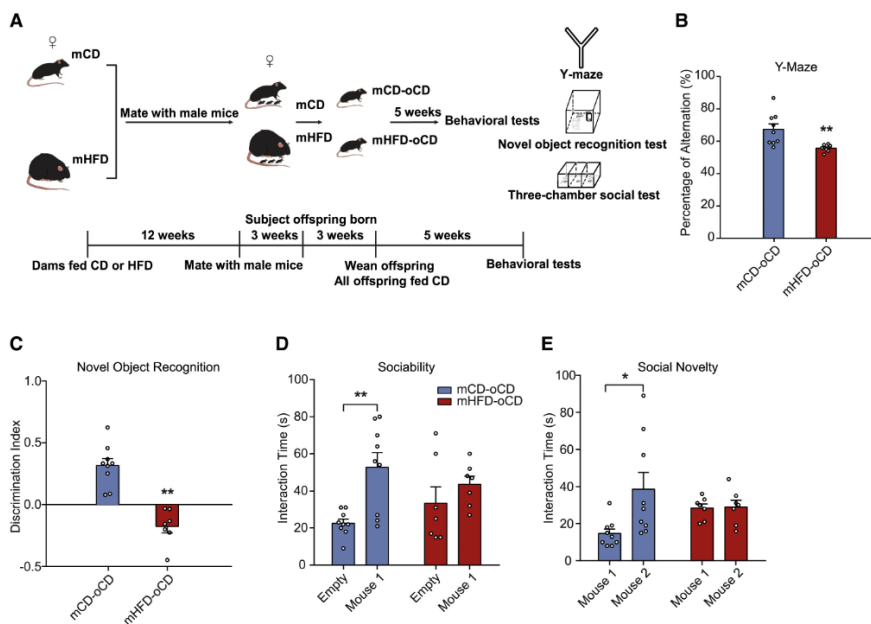 A
♀
mCD
mHFD
Mate with male mice
♀
mCD
mHFD
mCD-oCD
5 weeks
mHFD-oCD
Behavioral tests
Y-maze
Novel object recognition test
Three-chamber social test
Subject offspring born
12 weeks
3 weeks
3 weeks
5 weeks
Dams fed CD or HFD
Mate with male mice
Wean offspring
All offspring fed CD
Behavioral tests
B
Y-Maze
Percentage of Alternation (%)
100
80
60
40
20
0
**
mCD-oCD
mHFD-oCD
C
Novel Object Recognition
Discrimination Index
1.0
0.5
0.0
-0.5
**
mCD-oCD
mHFD-oCD
D
Sociability
Interaction Time (s)
100
80
60
40
20
0
**
mCD-oCD
mHFD-oCD
Empty
Mouse 1
Empty
Mouse 1
E
Social Novelty
Interaction Time (s)
100
80
60
40
20
0
*
Mouse 1
Mouse 2
Mouse 1
Mouse 2